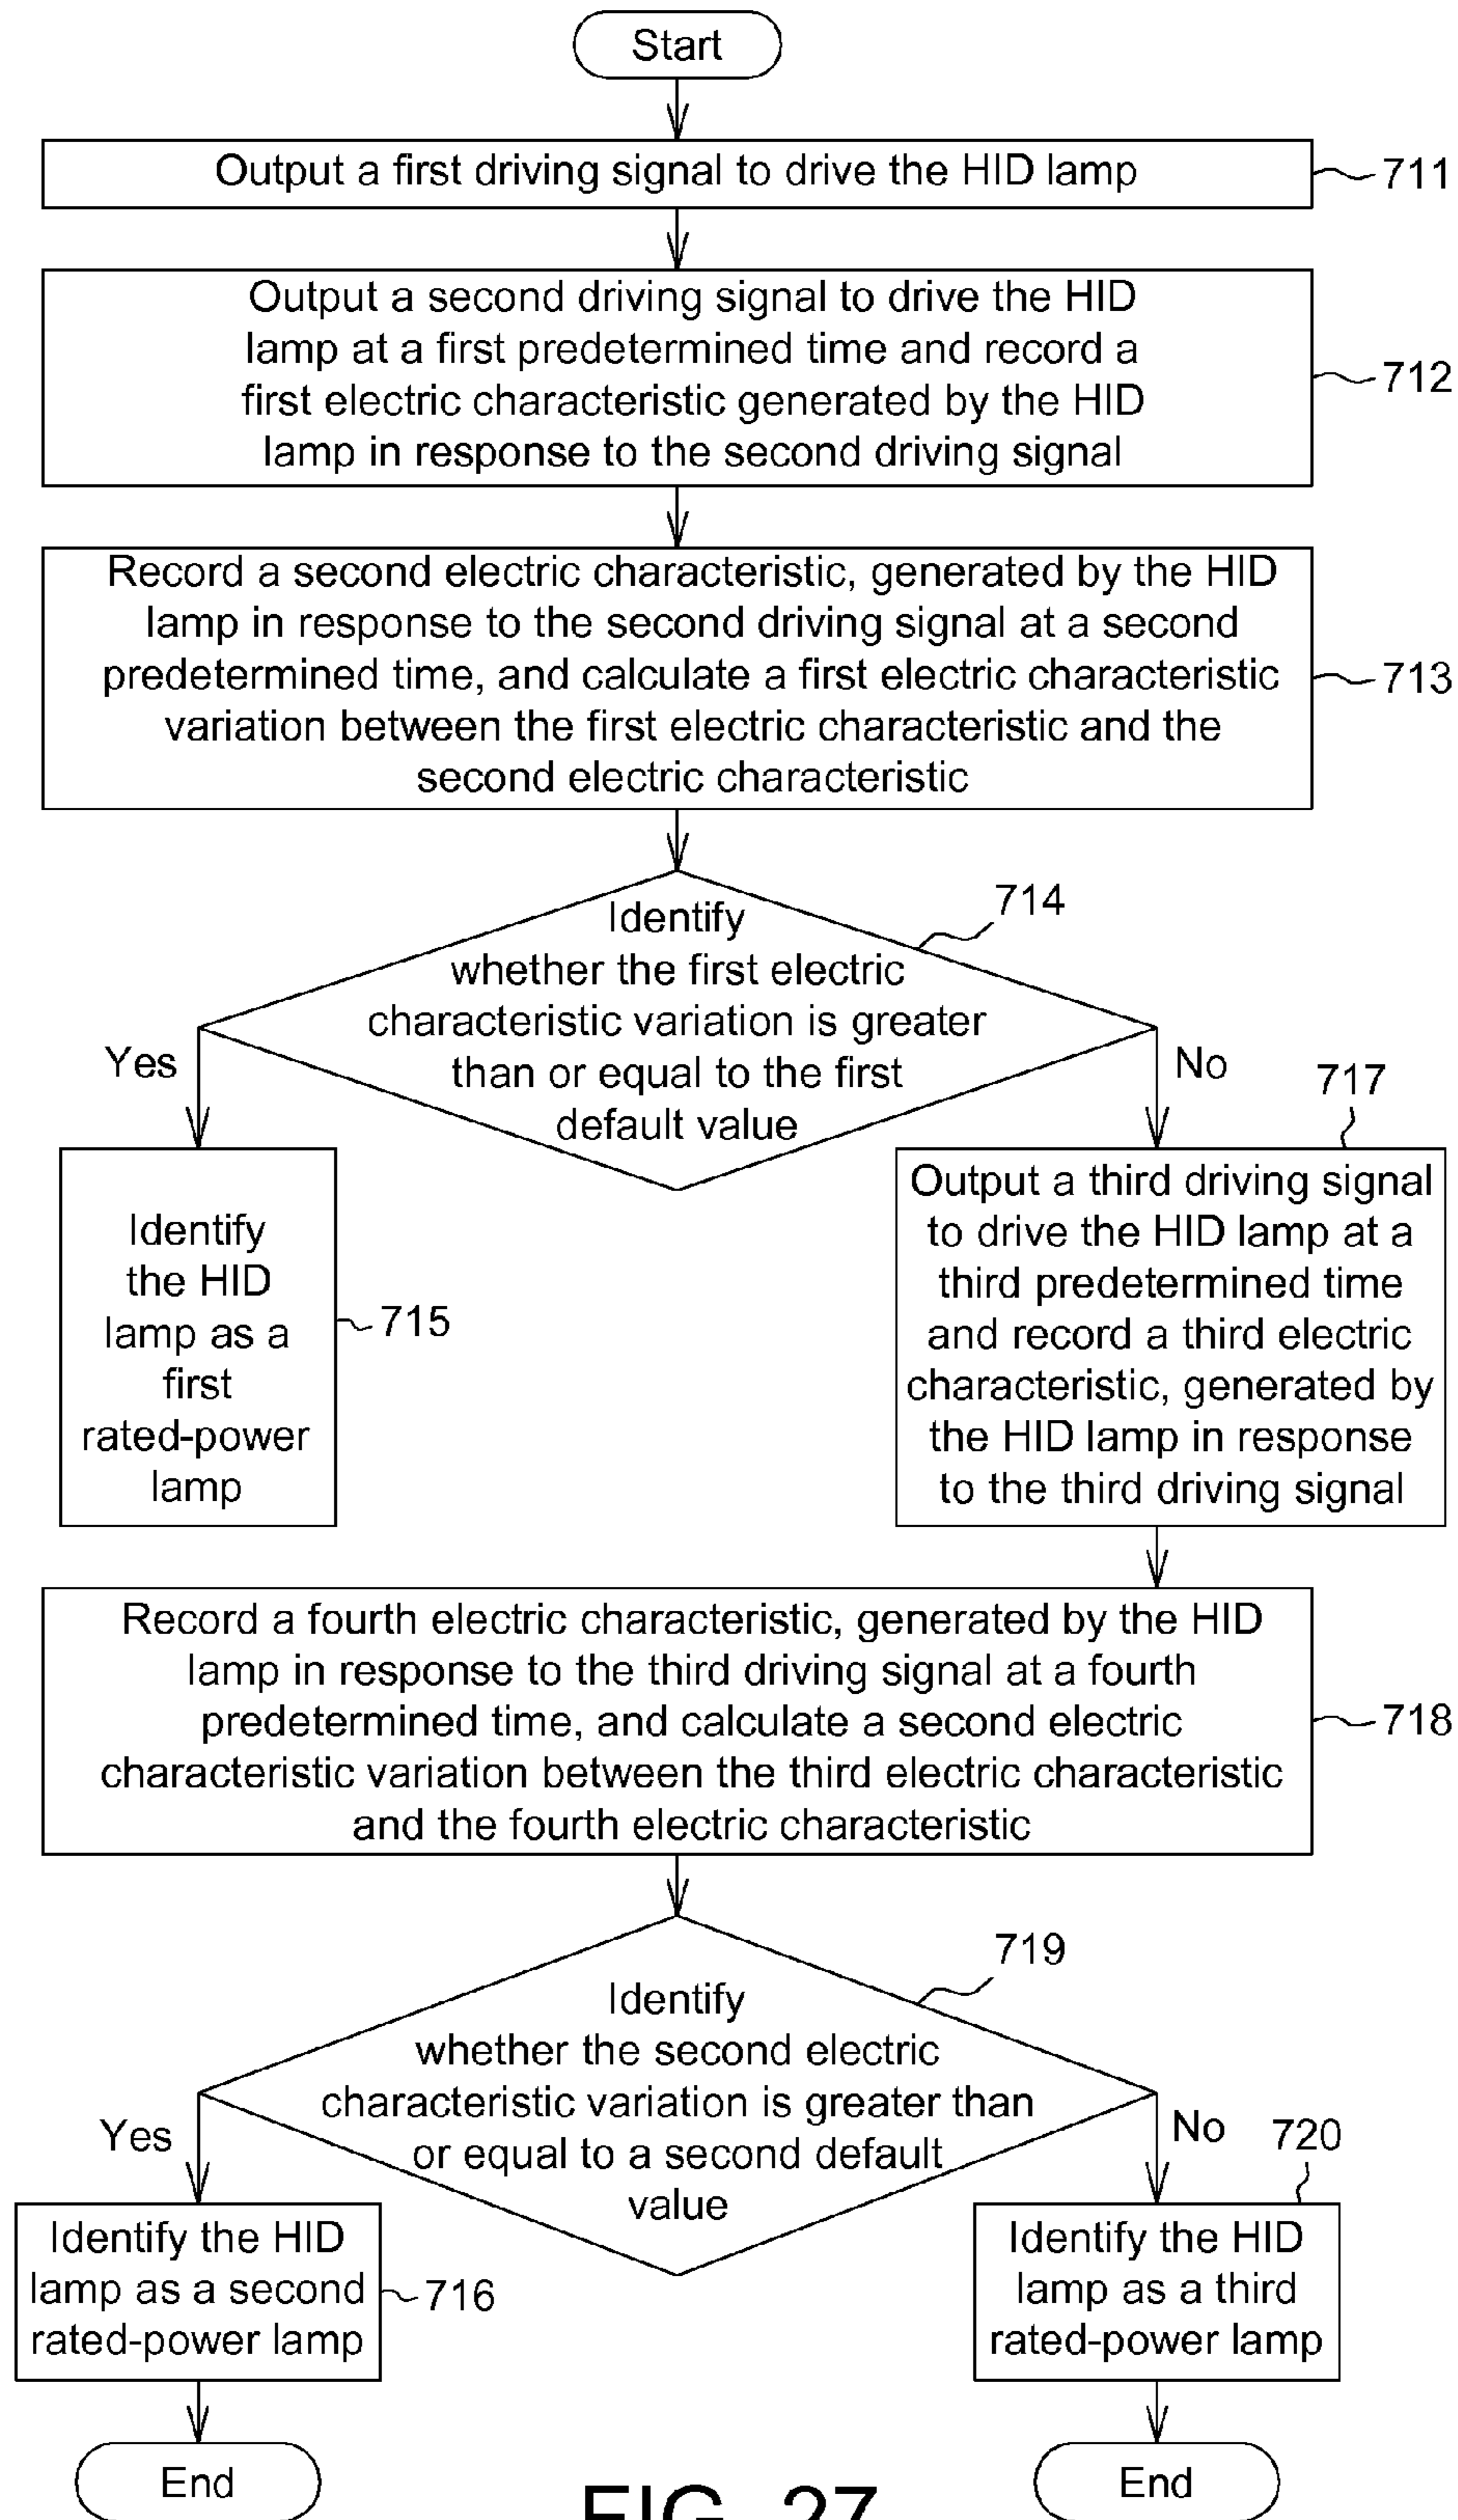 Start
Output a first driving signal to drive the HID lamp
711
Output a second driving signal to drive the HID
lamp at a first predetermined time and record a
first electric characteristic generated by the HID
lamp in response to the second driving signal
712
Record a second electric characteristic, generated by the HID
lamp in response to the second driving signal at a second
predetermined time, and calculate a first electric characteristic
variation between the first electric characteristic and the
second electric characteristic
713
Identify
whether the first electric
characteristic variation is greater
than or equal to the first
default value
714
Yes
No
Identify
the HID
lamp as a
first
rated-power
lamp
715
717
Output a third driving signal
to drive the HID lamp at a
third predetermined time
and record a third electric
characteristic, generated by
the HID lamp in response
to the third driving signal
Record a fourth electric characteristic, generated by the HID
lamp in response to the third driving signal at a fourth
predetermined time, and calculate a second electric
characteristic variation between the third electric characteristic
and the fourth electric characteristic
718
Identify
whether the second electric
characteristic variation is greater than
or equal to a second default
value
719
Yes
No
Identify the HID
lamp as a second
rated-power lamp
716
720
Identify the HID
lamp as a third
rated-power lamp
End
End
FIG. 27